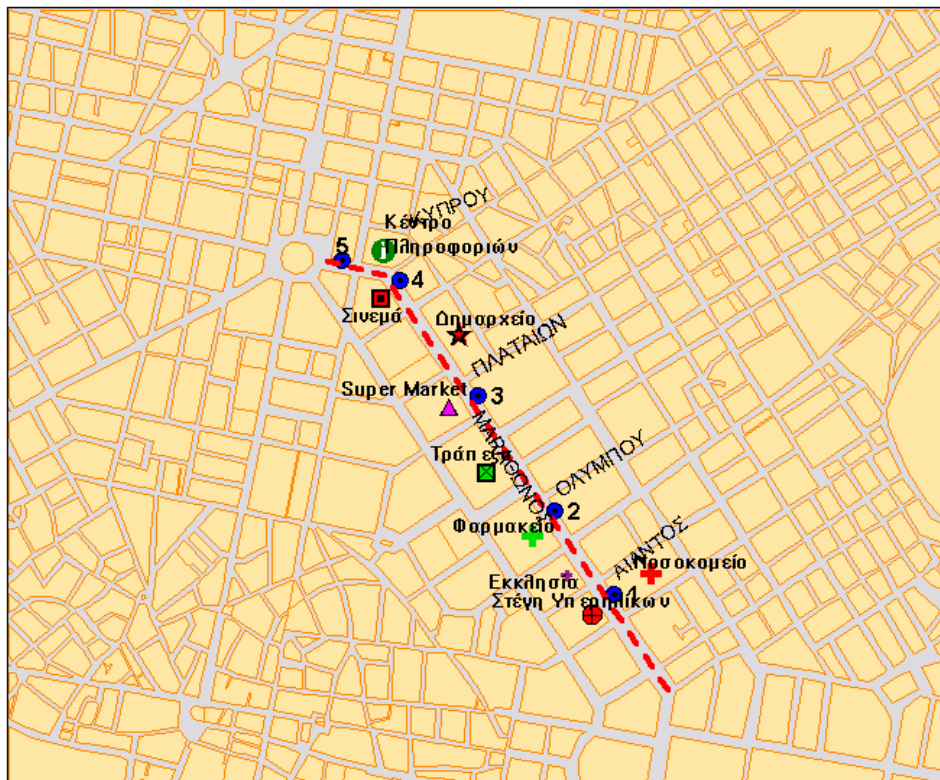 ΚΥΠΡΟΥ
Κέντρο
Πληροφοριών
5
4
Σινεμά
Δημαρχείο
ΠΛΑΤΑΙΩΝ
Super Market
3
ΜΑΡΑΘΩΝΟΣ
Τράπεζα
ΟΛΥΜΠΟΥ
2
Φαρμακείο
ΑΙΑΝΤΟΣ
Νοσοκομείο
Εκκλησία
1
Στέγη Υπερηλίκων